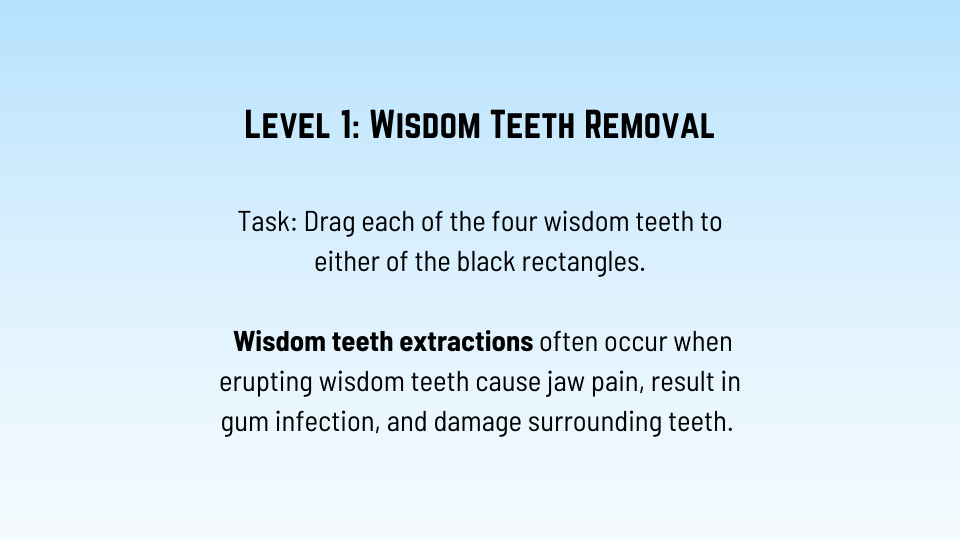 Level 1: Wisdom Teeth Removal
Task: Drag each of the four wisdom teeth to
either of the black rectangles.
Wisdom teeth extractions often occur when
erupting wisdom teeth cause jaw pain, result in
gum infection, and damage surrounding teeth.